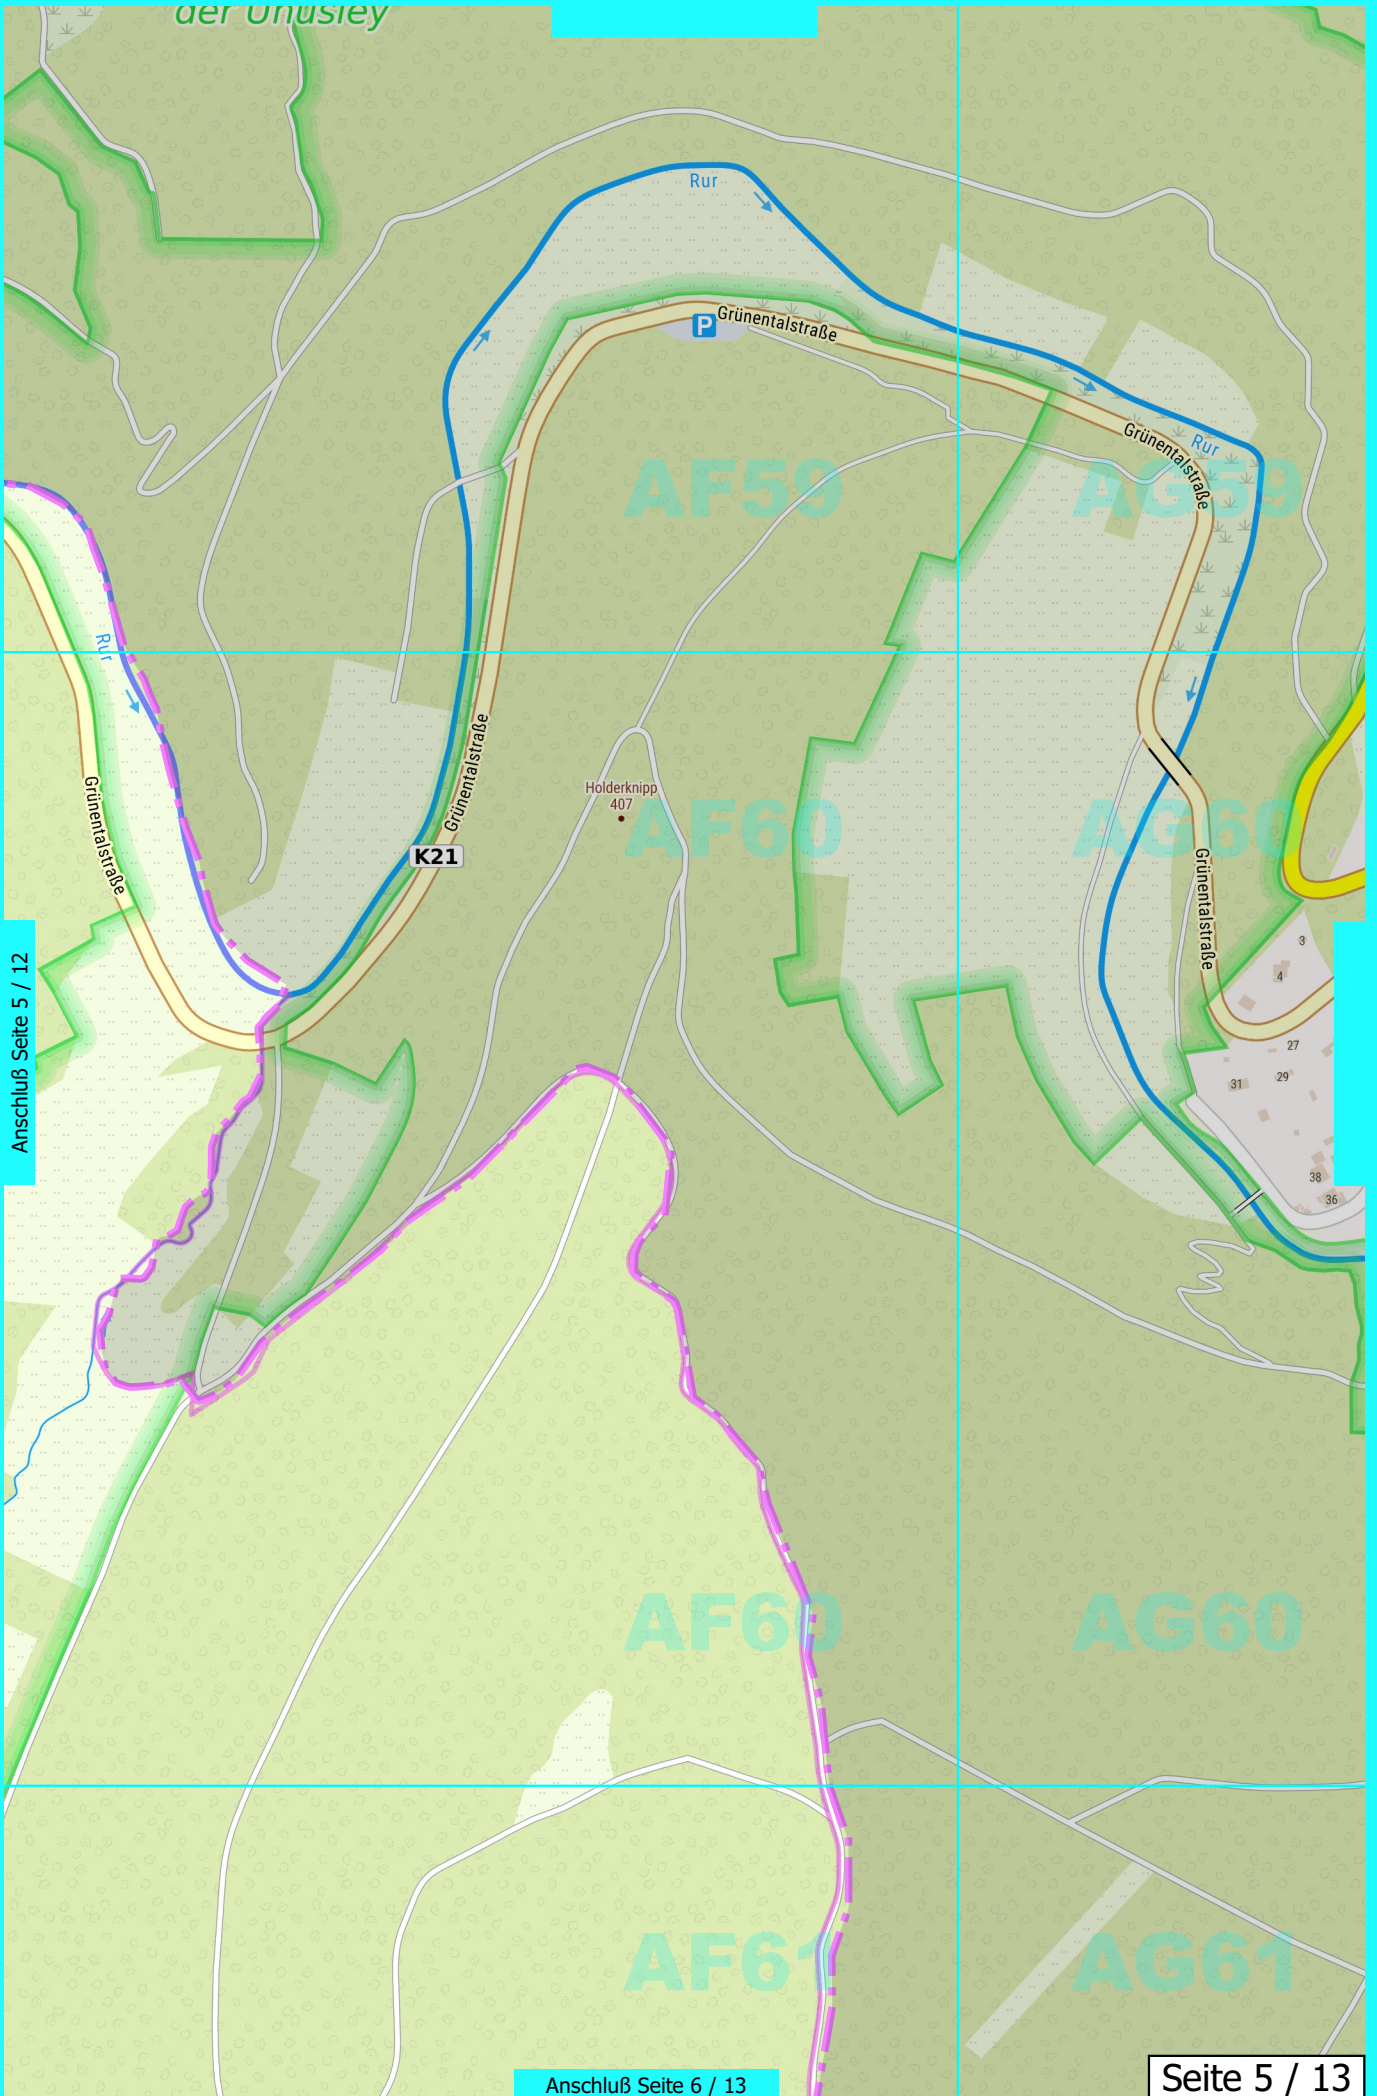 der Uhusley
Rur
P
Grünentalstraße
Grünentalstraße
Rur
AF59
AG59
Rur
Grünentalstraße
Grünentalstraße
Holderknipp
407
AF60
AG60
K21
Grünentalstraße
3
4
Anschluß Seite 5 / 12
27
29
31
38
36
AF60
AG60
AF61
AG61
Anschluß Seite 6 / 13
Seite 5 / 13